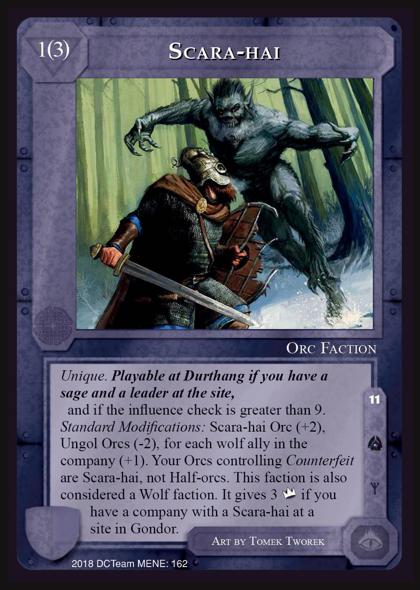 1(3)
SCARA-HAI
ORC FACTION
Unique. Playable at Durthang if you have a
sage and a leader at the site,
and if the influence check is greater than 9.
Standard Modifications: Scara-hai Orc (+2),
Ungol Orcs (-2), for each wolf ally in the
company (+1). Your Orcs controlling Counterfeit
are Scara-hai, not Half-orcs. This faction is also
considered a Wolf faction. It gives 3 if you
have a company with a Scara-hai at a
site in Gondor.
11
ART BY TOMEK TWOREK
2018 DCTeam MENE: 162